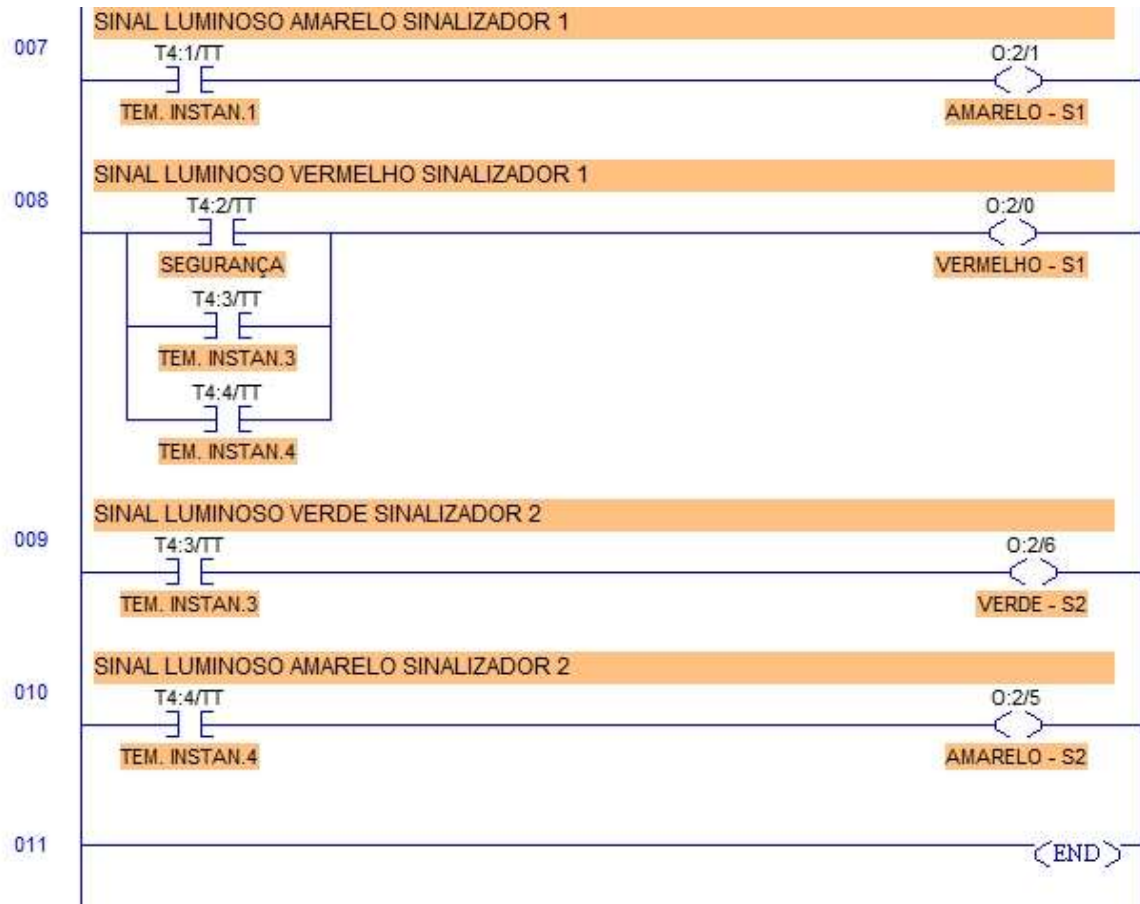 SINAL LUMINOSO AMARELO SINALIZADOR 1
007
T4:1/TT O:2/1
TEM. INSTAN.1 AMARELO - S1
SINAL LUMINOSO VERMELHO SINALIZADOR 1
008
T4:2/TT O:2/0
SEGURANÇA VERMELHO - S1
T4:3/TT
TEM. INSTAN.3
T4:4/TT
TEM. INSTAN.4
SINAL LUMINOSO VERDE SINALIZADOR 2
009
T4:3/TT O:2/6
TEM. INSTAN.3 VERDE - S2
SINAL LUMINOSO AMARELO SINALIZADOR 2
010
T4:4/TT O:2/5
TEM. INSTAN.4 AMARELO - S2
011
END